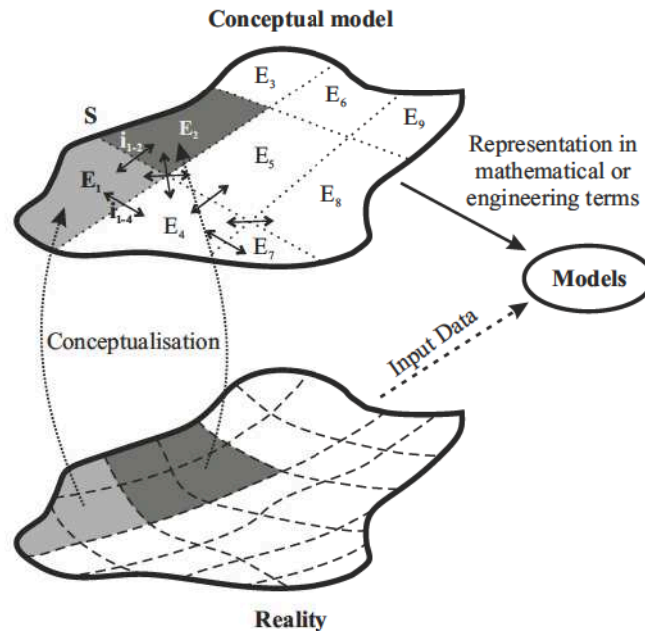 Conceptual model
E₃
E₆
S
E₂
E₉
i₁₋₂
Representation in
mathematical or
engineering terms
E₁
E₅
E₈
i₁₋₄
E₄
E₇
Models
Conceptualisation
Input Data
Reality